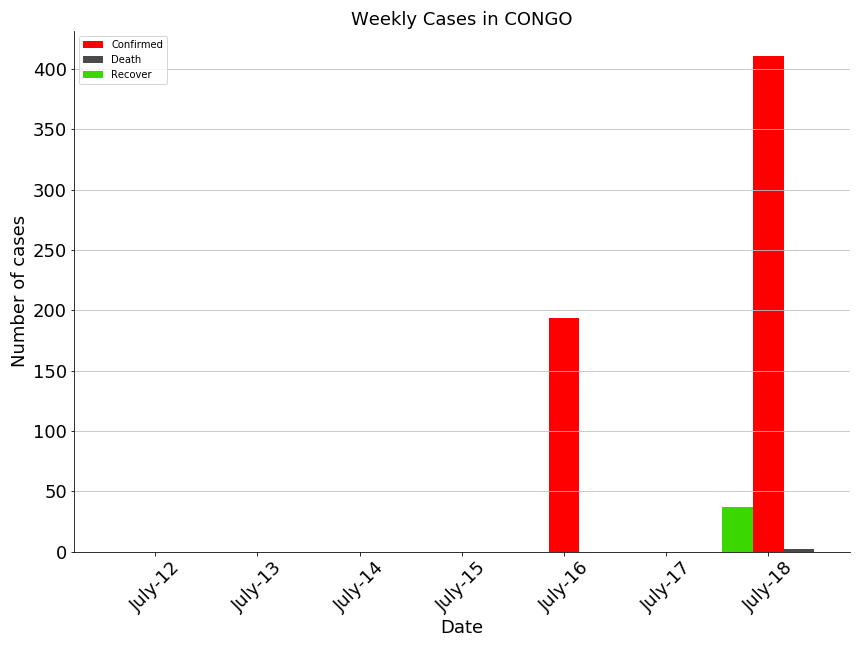 Weekly Cases in CONGO
Confirmed
Death
Recover
400
350
300
250
200
150
100
50
0
Number of cases
July-12
July-13
July-14
July-15
July-16
July-17
July-18
Date